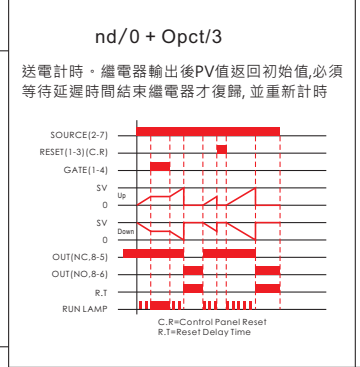 nd/0 + Opct/3
送電計時。繼電器輸出後PV值返回初始值,必須
等待延遲時間結束繼電器才復歸, 並重新計時
SOURCE(2-7)
RESET(1-3)(C.R)
GATE(1-4)
SV
Up
0
SV
Down
0
OUT(NC,8-5)
OUT(NO,8-6)
R.T
RUN LAMP
C.R=Control Panel Reset
R.T=Reset Delay Time